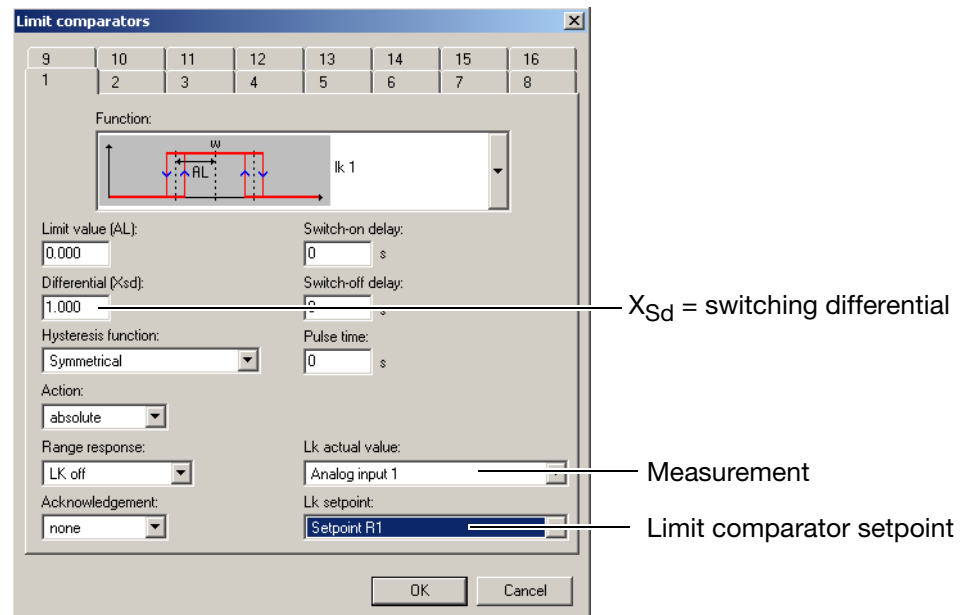 Limit comparators
9 10 11 12 13 14 15 16
1 2 3 4 5 6 7 8
Function:
w
AL
lk 1
Limit value (AL):
Switch-on delay:
0.000
0 s
Differential (Xsd):
Switch-off delay:
1.000
s
XSd = switching differential
Hysteresis function:
Pulse time:
Symmetrical
0 s
Action:
absolute
Range response:
Lk actual value:
LK off
Analog input 1
Measurement
Acknowledgement:
Lk setpoint:
none
Setpoint R1
Limit comparator setpoint
OK
Cancel